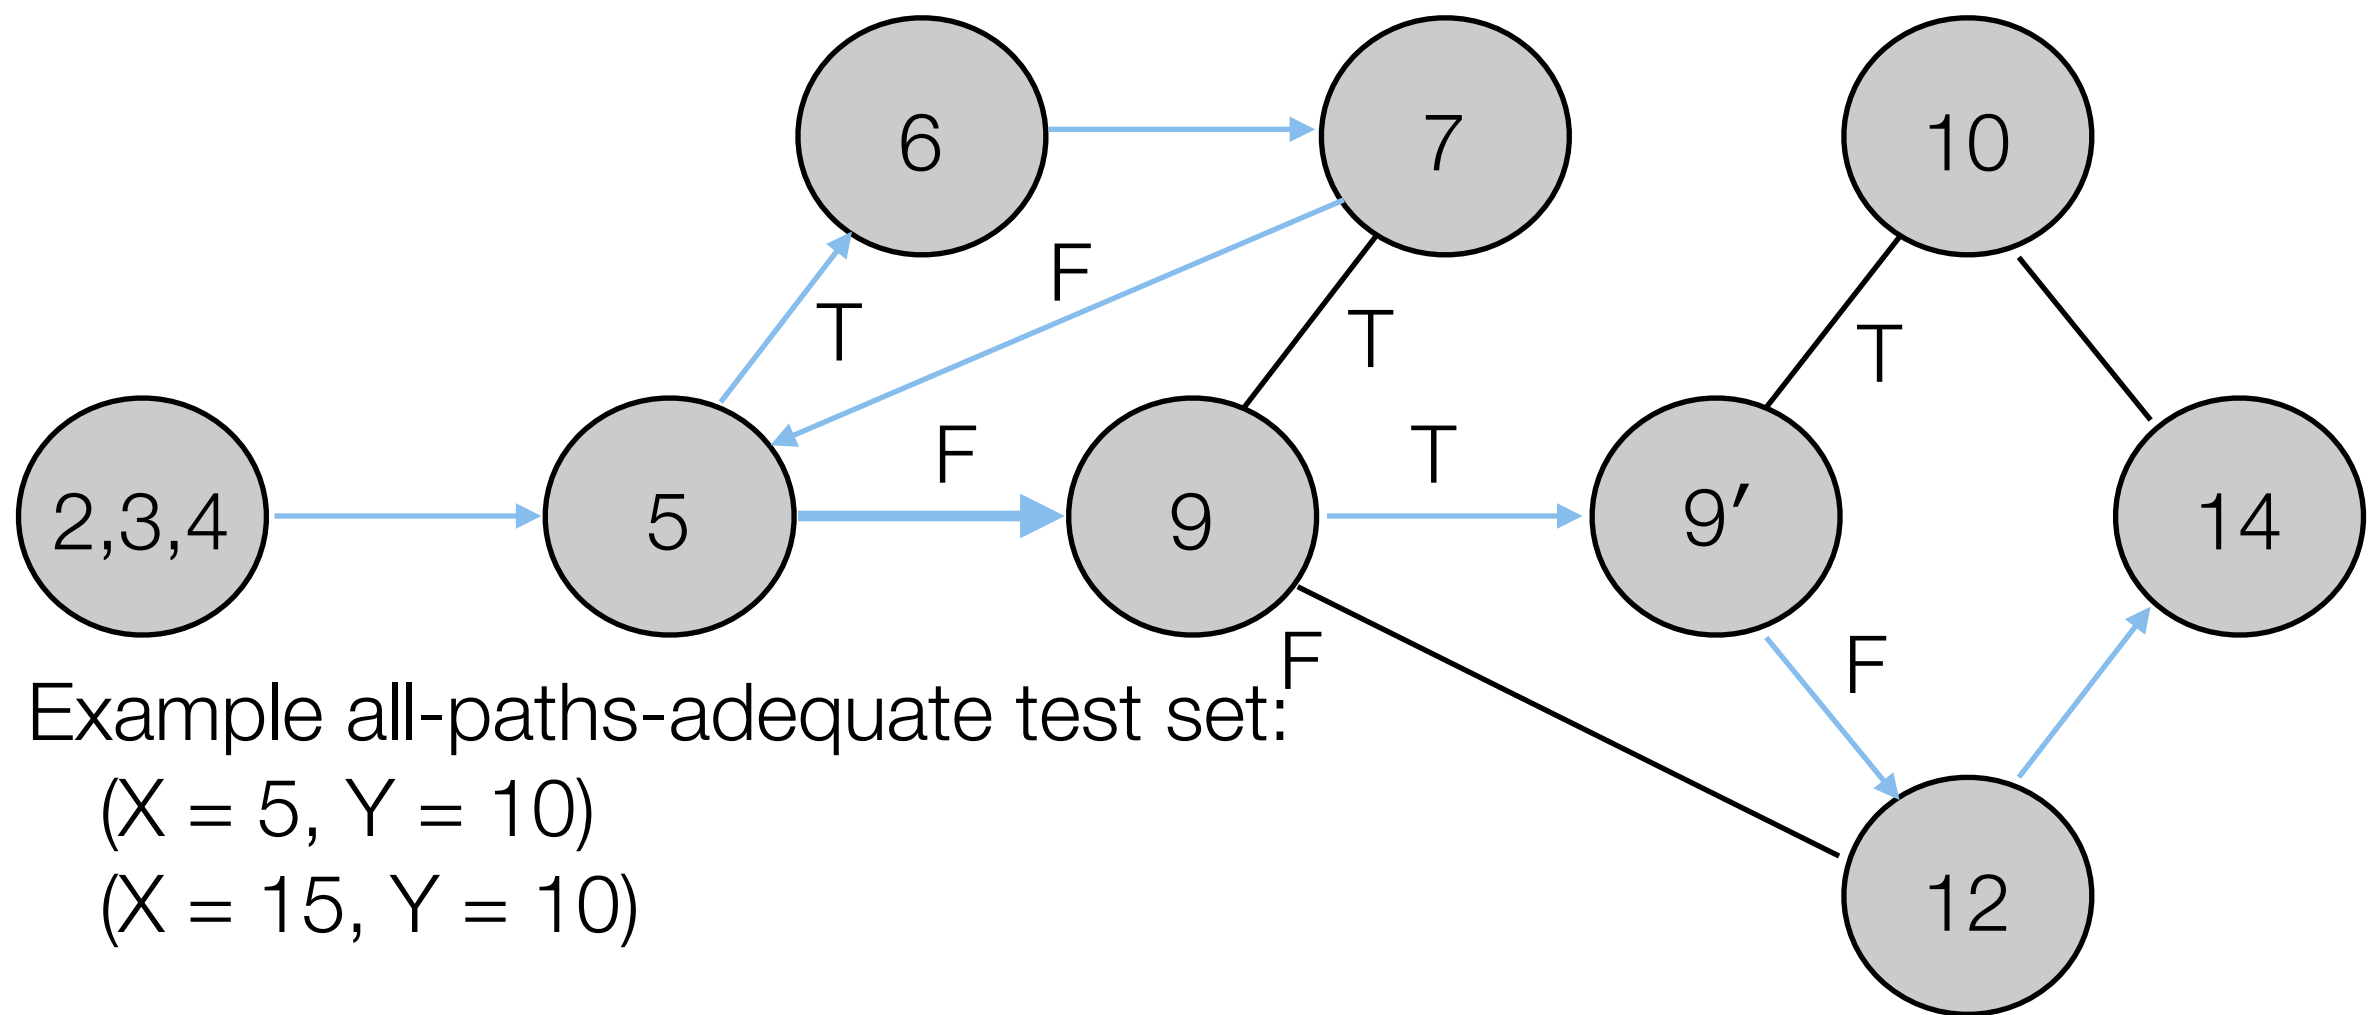 6
7
10
F
T
T
T
F
T
2,3,4
5
9
9′
14
F
F
Example all-paths-adequate test set:
(X = 5, Y = 10)
(X = 15, Y = 10)
12